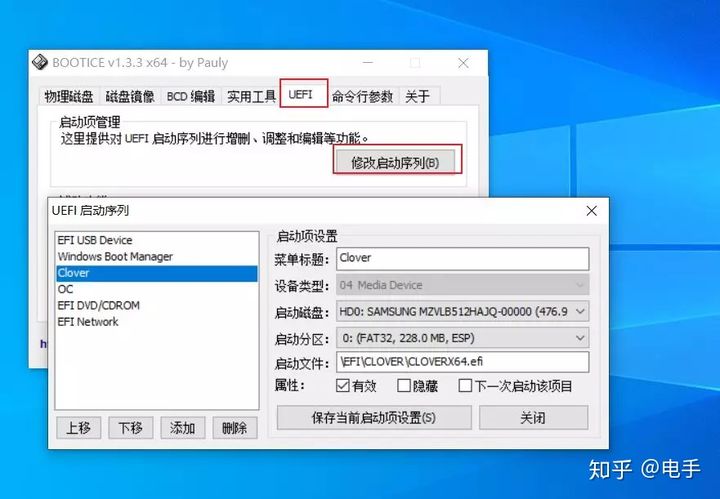 BOOTICE v1.3.3 x64 - by Pauly
物理磁盘 磁盘镜像 BCD 编辑 实用工具 UEFI 命令行参数 关于
启动项管理
这里提供对 UEFI 启动序列进行增删、调整和编辑等功能。
修改启动序列(B)
UEFI 启动序列
EFI USB Device
Windows Boot Manager
Clover
OC
EFI DVD/CDROM
EFI Network
上移 下移 添加 删除
启动项设置
菜单标题: Clover
设备类型: 04 Media Device
启动磁盘: HD0: SAMSUNG MZVLB512HAJQ-00000 (476.9
启动分区: 0: (FAT32, 228.0 MB, ESP)
启动文件: \EFI\CLOVER\CLOVERX64.efi
属性: 有效 隐藏 下一次启动该项目
保存当前启动项设置(S) 关闭
知乎 @电手